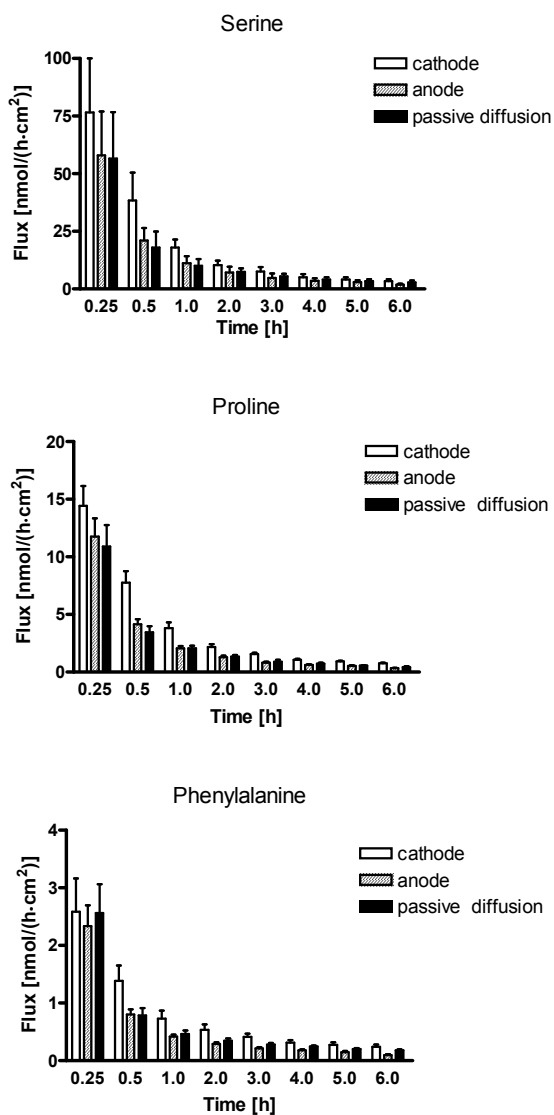 Serine
cathode
anode
passive diffusion
Flux [nmol/(h·cm²)]
100
75
50
25
0
0.25 0.5 1.0 2.0 3.0 4.0 5.0 6.0
Time [h]
Proline
cathode
anode
passive diffusion
Flux [nmol/(h·cm²)]
20
15
10
5
0
0.25 0.5 1.0 2.0 3.0 4.0 5.0 6.0
Time [h]
Phenylalanine
cathode
anode
passive diffusion
Flux [nmol/(h·cm²)]
4
3
2
1
0
0.25 0.5 1.0 2.0 3.0 4.0 5.0 6.0
Time [h]